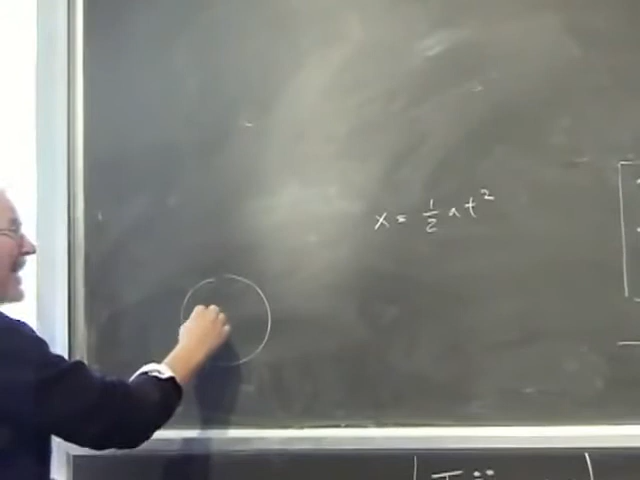 x = 1/2 a t²